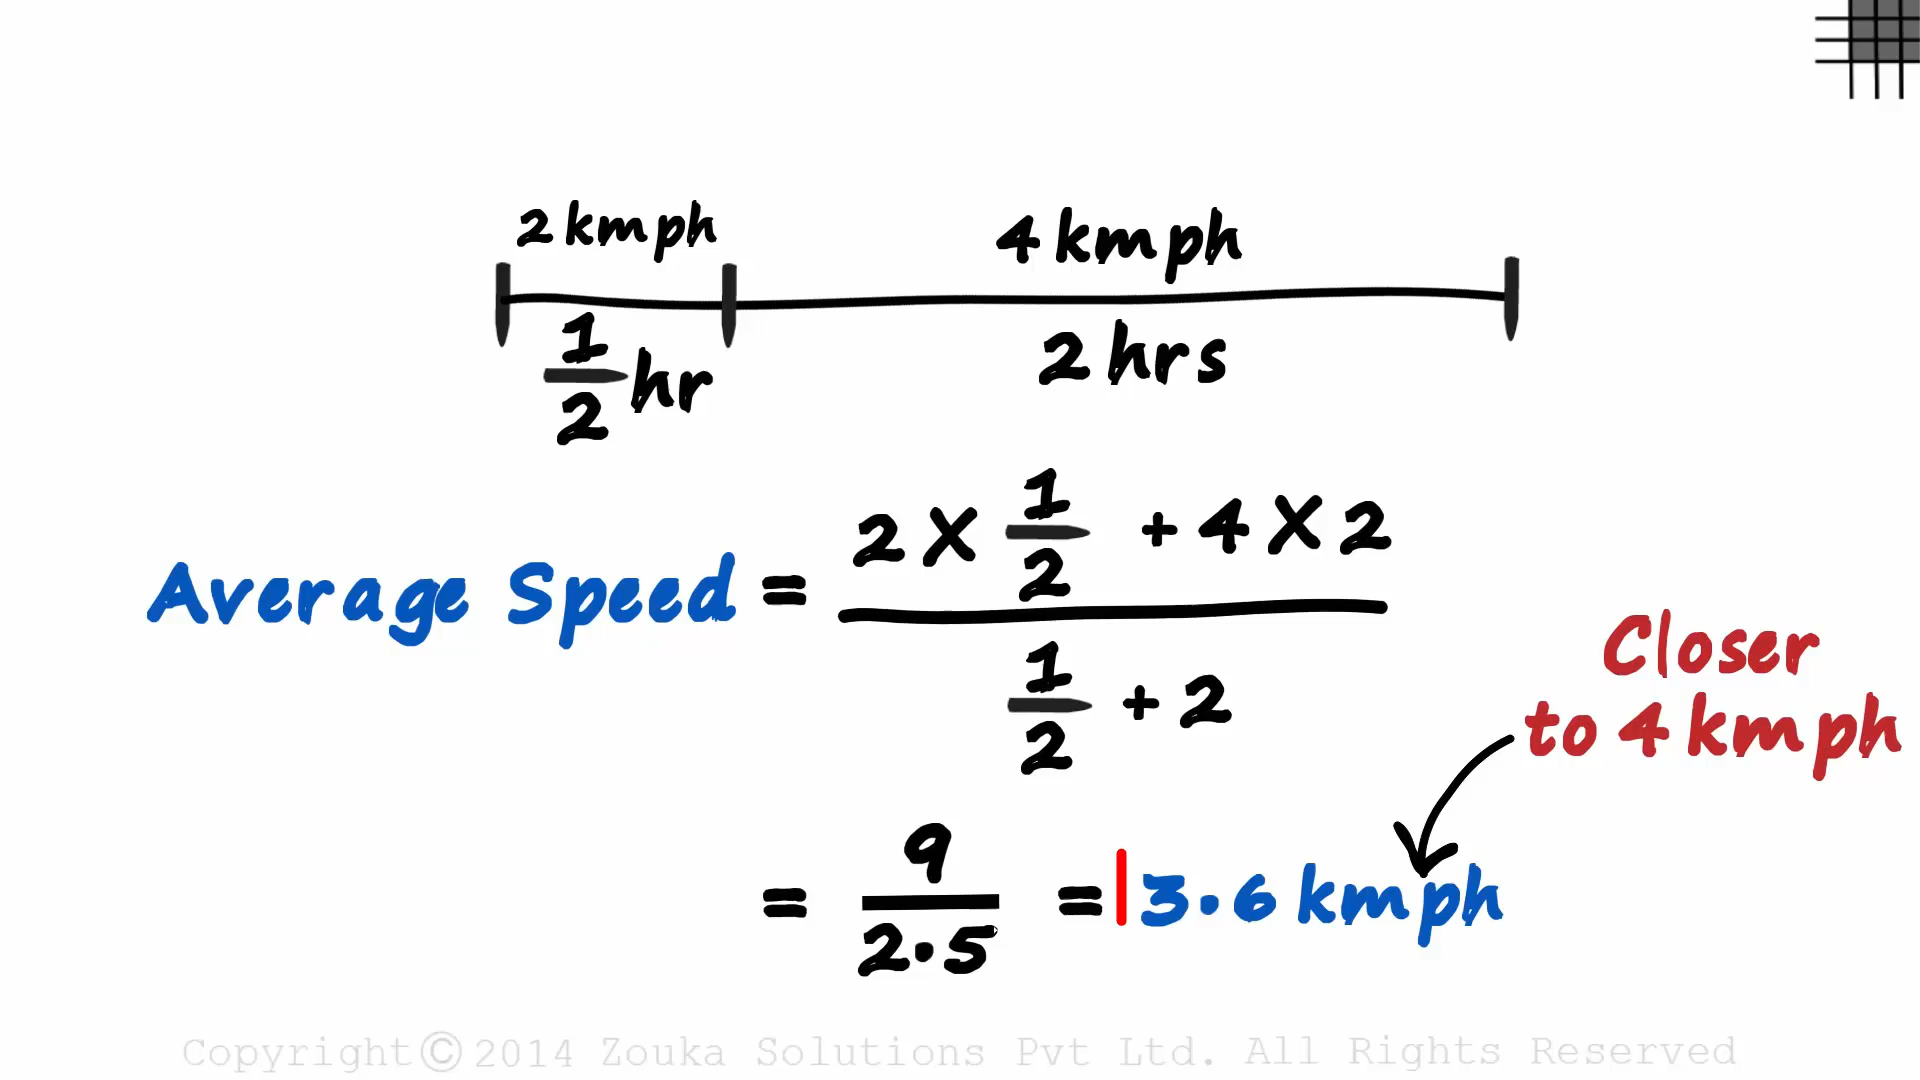 2 kmph
4 kmph
1/2 hr
2 hrs
Average Speed = (2 X 1/2 + 4 X 2) / (1/2 + 2)
Closer
to 4 kmph
= 9/2.5 = 3.6 kmph
Copyright©2014 Zouka Solutions Pvt Ltd. All Rights Reserved